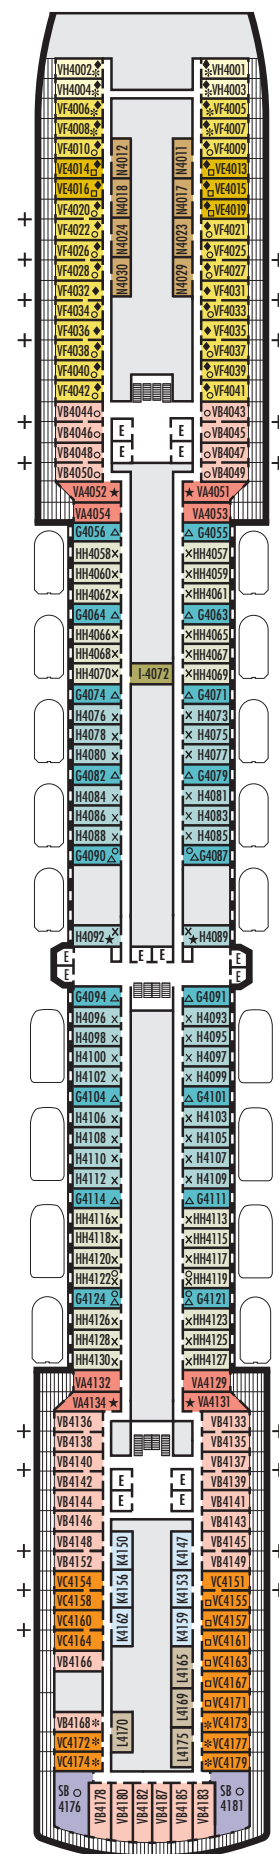 VH4002 VH4001
VH4004 VH4003
VF4006 VF4005
VF4008 VF4007
VF4010 N4012 N4011 VF4009
VE4014 VE4013
VE4016 N4018 N4017 VE4015
VF4020 VE4019
VF4022 N4024 N4023 VF4021
VF4026 VF4025
VF4028 N4030 N4029 VF4027
VF4032 VF4031
VF4034 VF4033
VF4036 VF4035
VF4038 VF4037
VF4040 VF4039
VF4042 VF4041
VB4044 VB4043
VB4046 E E VB4045
VB4048 E E VB4047
VB4050 VB4049
VA4052 VA4051
VA4054 VA4053
G4056 G4055
HH4058 HH4057
HH4060 HH4059
HH4062 HH4061
G4064 G4063
HH4066 HH4065
HH4068 HH4067
HH4070 I-4072 HH4069
G4074 G4071
H4076 H4073
H4078 H4075
H4080 H4077
G4082 G4079
H4084 H4081
H4086 H4083
H4088 H4085
G4090 G4087
H4092 H4089
E E E E
E E
G4094 G4091
H4096 H4093
H4098 H4095
H4100 H4097
H4102 H4099
G4104 G4101
H4106 H4103
H4108 H4105
H4110 H4107
H4112 H4109
G4114 G4111
HH4116 HH4113
HH4118 HH4115
HH4120 HH4117
HH4122 HH4119
G4124 G4121
HH4126 HH4123
HH4128 HH4125
HH4130 HH4127
VA4132 VA4129
VA4134 VA4131
VB4136 VB4133
VB4138 VB4135
VB4140 VB4137
VB4142 E E VB4139
VB4144 E E VB4141
VB4146 VB4143
VB4148 K4150 K4147 VB4145
VB4152 VB4149
VC4154 K4156 K4153 VC4151
VC4158 VC4155
VC4160 K4162 K4159 VC4157
VC4164 VC4161
VB4166 L4165 VC4163
VC4167
L4169 VC4171
VB4168 L4170 VC4173
VC4172 L4175 VC4177
VC4174 VC4179
SB 4176 VB4178 VB4180 VB4182 VB4187 VB4185 VB4183 SB 4181